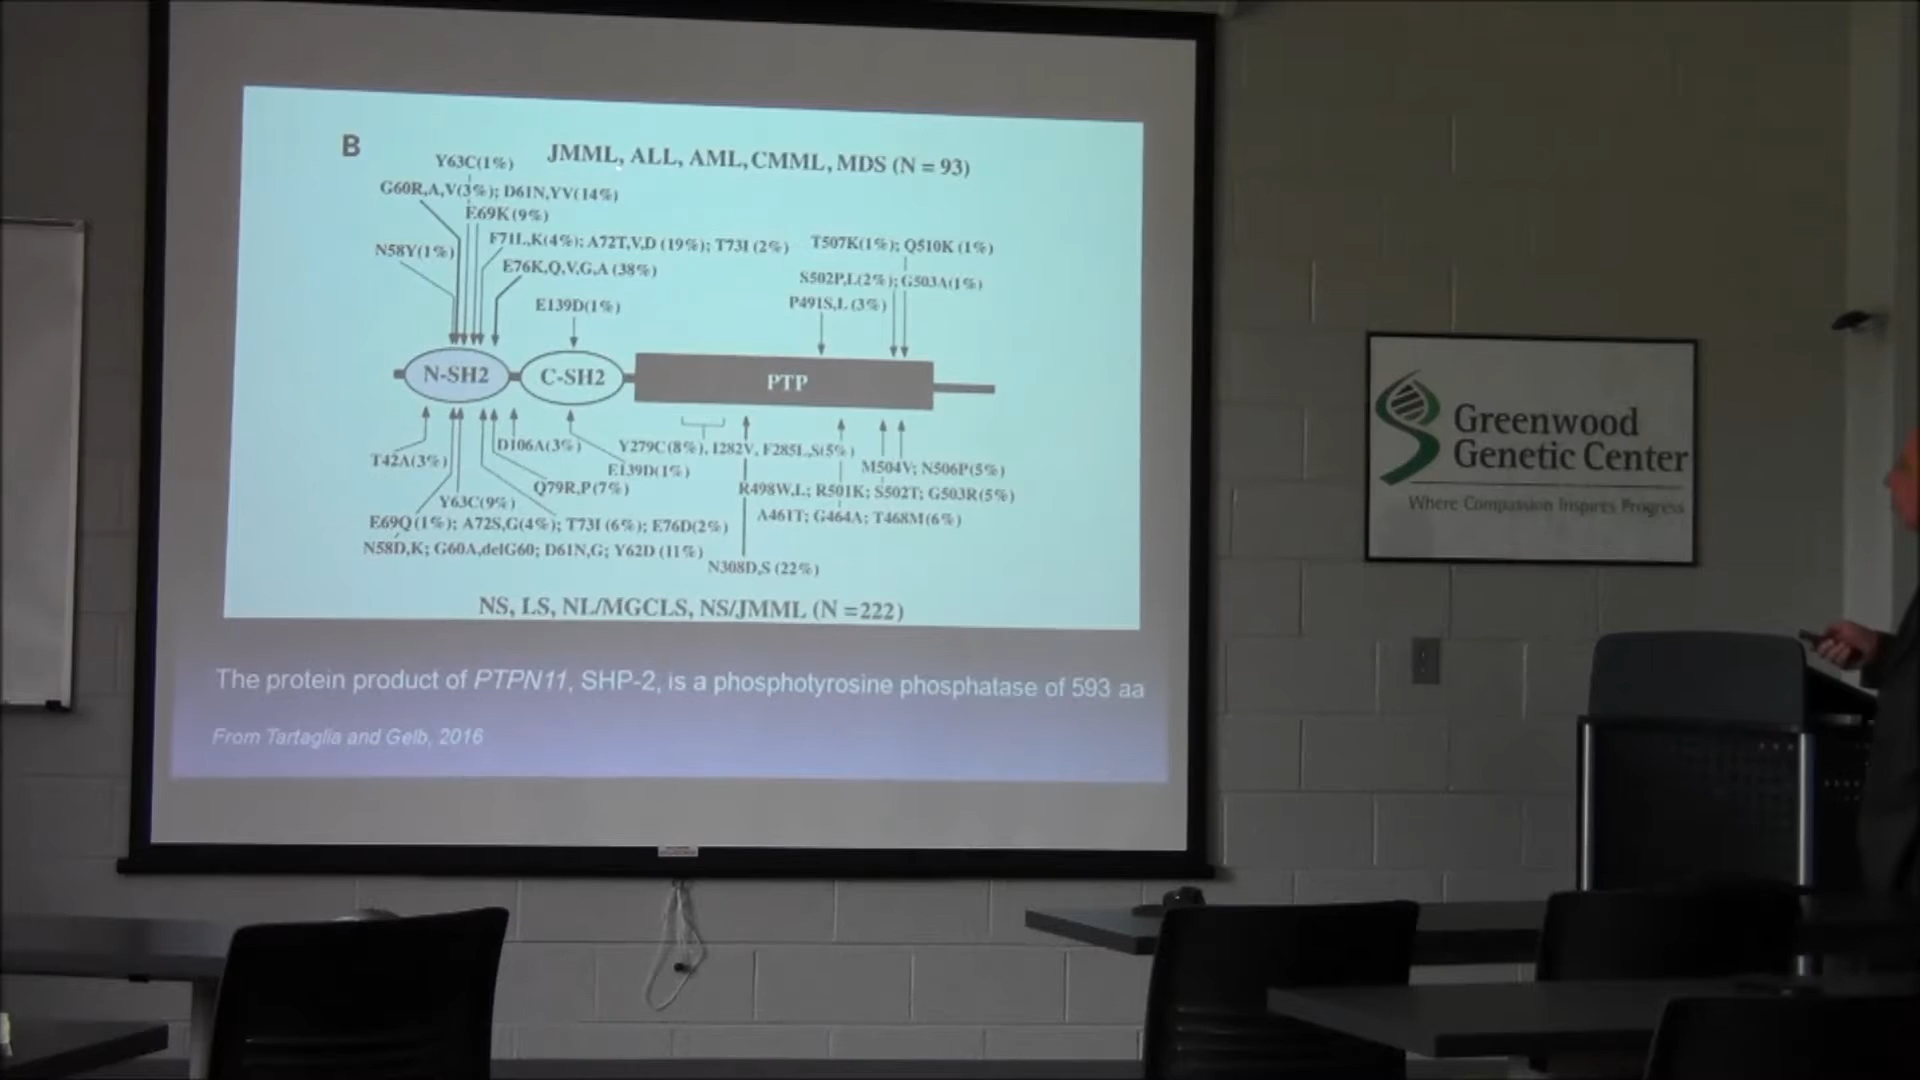 B
JMML, ALL, AML, CMML, MDS (N = 93)
Y63C(1%)
G60R,A,V(3%); D61N,YV(14%)
E69K(9%)
N58Y(1%)
F71L,K(4%); A72T,V,D (19%); T73I (2%)
T507K(1%); Q510K (1%)
E76K,Q,V,G,A (38%)
S502P,L(2%); G503A(1%)
E139D(1%)
P491S,L (3%)
N-SH2
C-SH2
PTP
T42A(3%)
D106A(3%)
Y279C(8%), I282V, F285L,S(5%)
E139D(1%)
M504V; N506P(5%)
Q79R,P(7%)
R498W,L; R501K; S502T; G503R(5%)
Y63C(9%)
A461T; G464A; T468M(6%)
E69Q(1%); A72S,G(4%); T73I (6%); E76D(2%)
N58D,K; G60A,delG60; D61N,G; Y62D (11%)
N308D,S (22%)
NS, LS, NL/MGCLS, NS/JMML (N =222)
The protein product of PTPN11, SHP-2, is a phosphotyrosine phosphatase of 593 aa
From Tartaglia and Gelb, 2016
Greenwood
Genetic Center
Where Compassion Inspires Progress